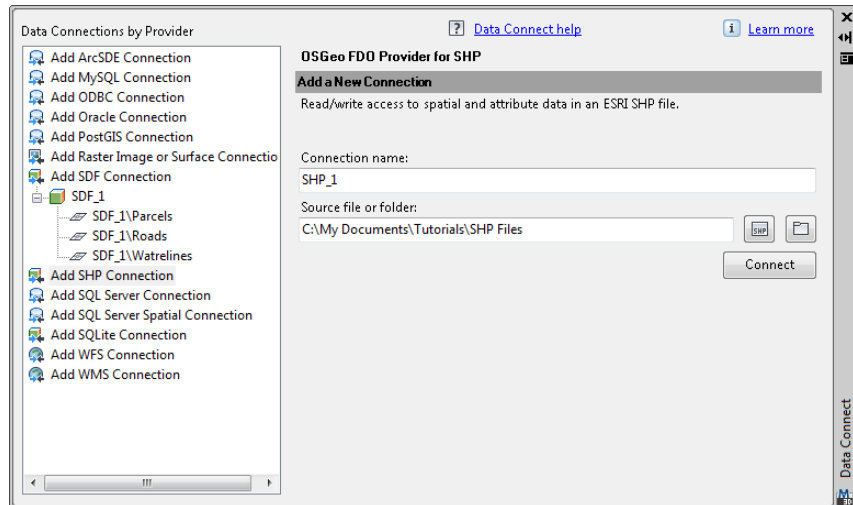 Data Connections by Provider
Data Connect help
Learn more
Add ArcSDE Connection
Add MySQL Connection
Add ODBC Connection
Add Oracle Connection
Add PostGIS Connection
Add Raster Image or Surface Connectio
Add SDF Connection
SDF_1
SDF_1\Parcels
SDF_1\Roads
SDF_1\Watrelines
Add SHP Connection
Add SQL Server Connection
Add SQL Server Spatial Connection
Add SQLite Connection
Add WFS Connection
Add WMS Connection
OSGeo FDO Provider for SHP
Add a New Connection
Read/write access to spatial and attribute data in an ESRI SHP file.
Connection name:
SHP_1
Source file or folder:
C:\My Documents\Tutorials\SHP Files
SHP
Connect
Data Connect